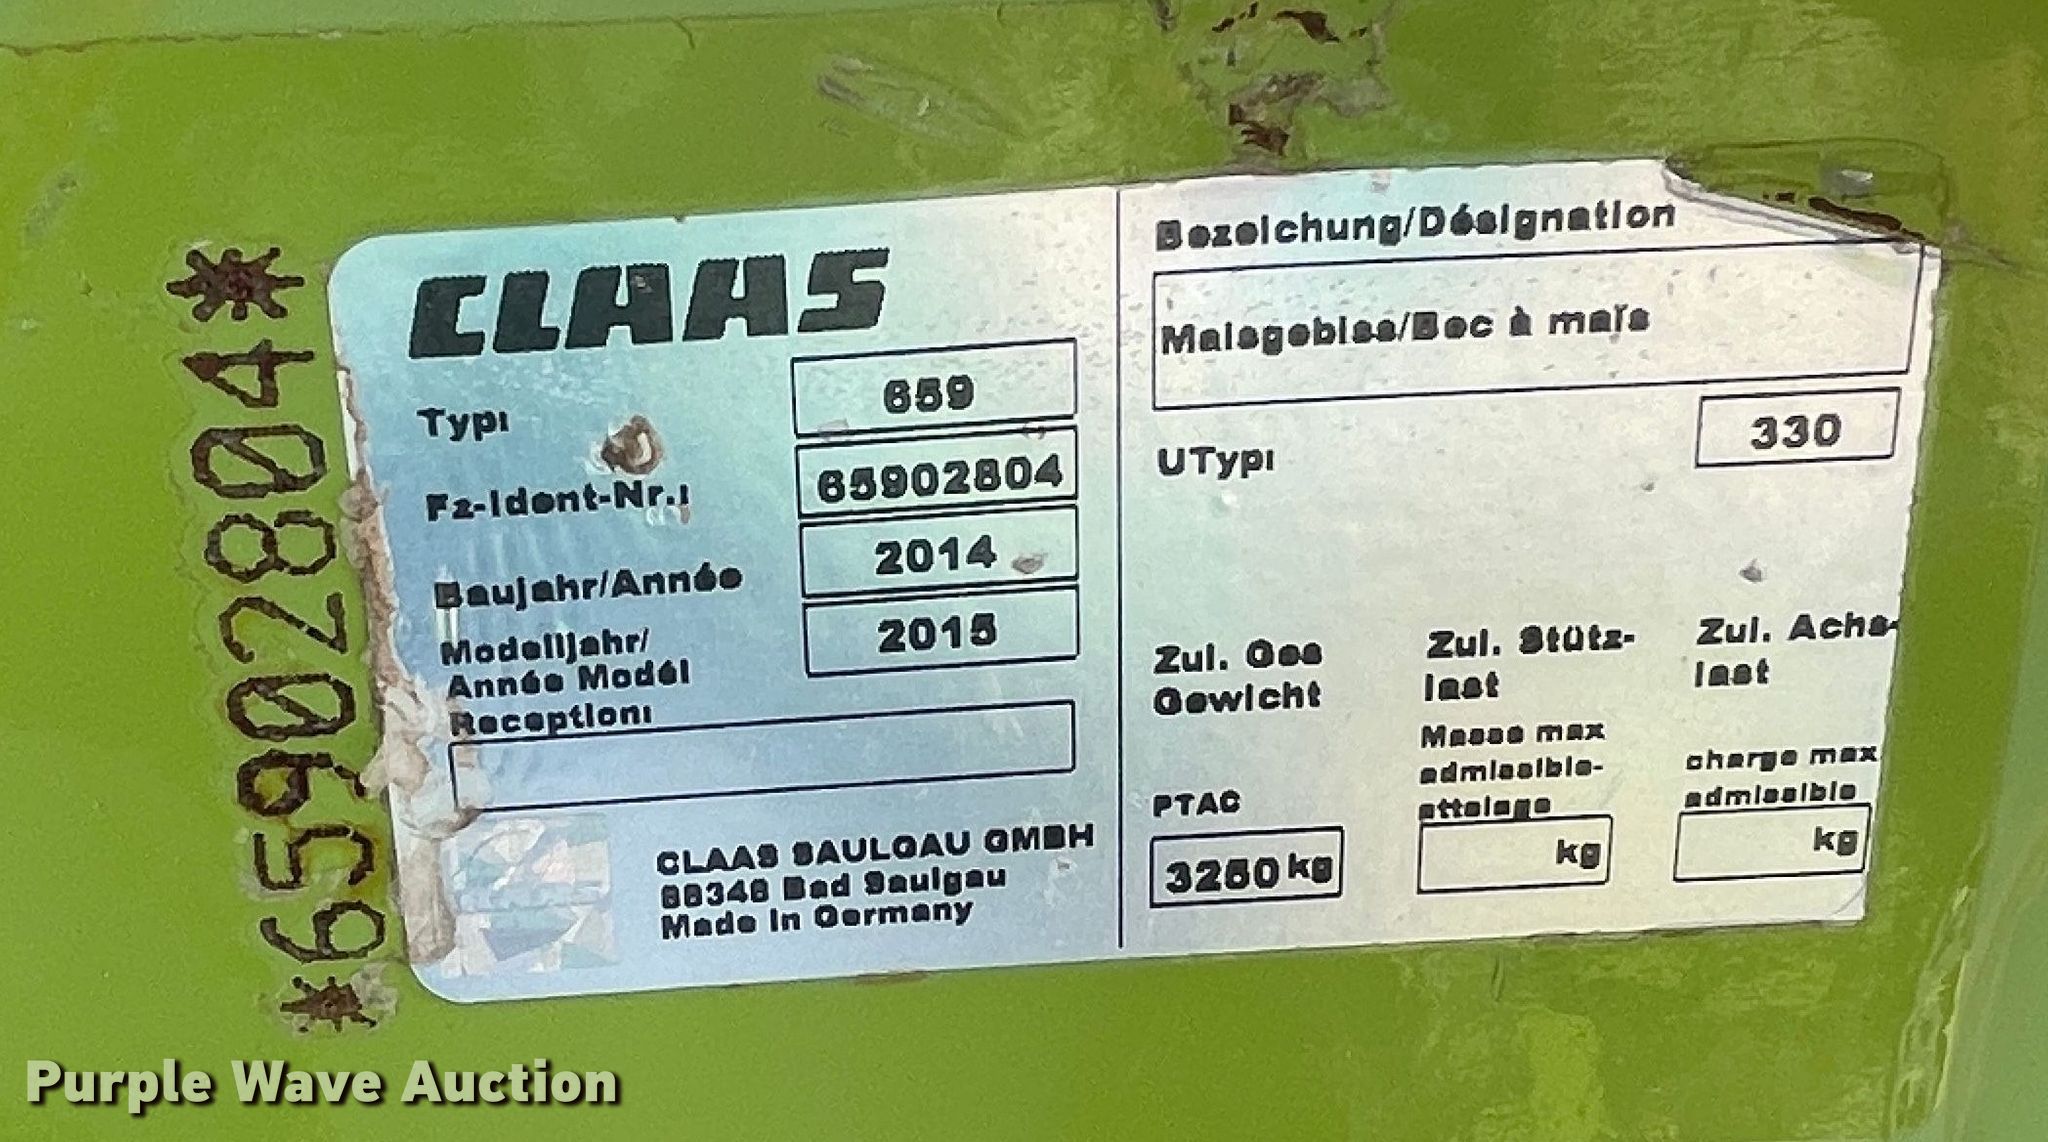 *65902804*
CLAAS
Typ: 659
Fz-Ident-Nr.: 65902804
Baujahr/Année 2014
Modelljahr/
Année Modél 2015
Reception:
CLAAS SAULGAU GMBH
88348 Bad Saulgau
Made in Germany
Bezeichung/Désignation
Maisgebiss/Bec à maïs
UTyp: 330
Zul. Ges
Gewicht
PTAC
3250 kg
Zul. Stütz-
last
Masse max
admissible-
attelage
kg
Zul. Achs-
last
charge max
admissible
kg
Purple Wave Auction